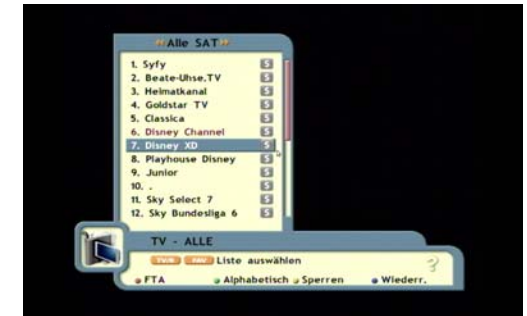 Alle SAT
1. Syfy S
2. Beate-Uhse.TV S
3. Heimatkanal S
4. Goldstar TV S
5. Classica S
6. Disney Channel S
7. Disney XD S
8. Playhouse Disney S
9. Junior S
10. . S
11. Sky Select 7 S
12. Sky Bundesliga 6 S
TV - ALLE
TV/R FAV Liste auswählen
FTA Alphabetisch Sperren Wiederr.
?